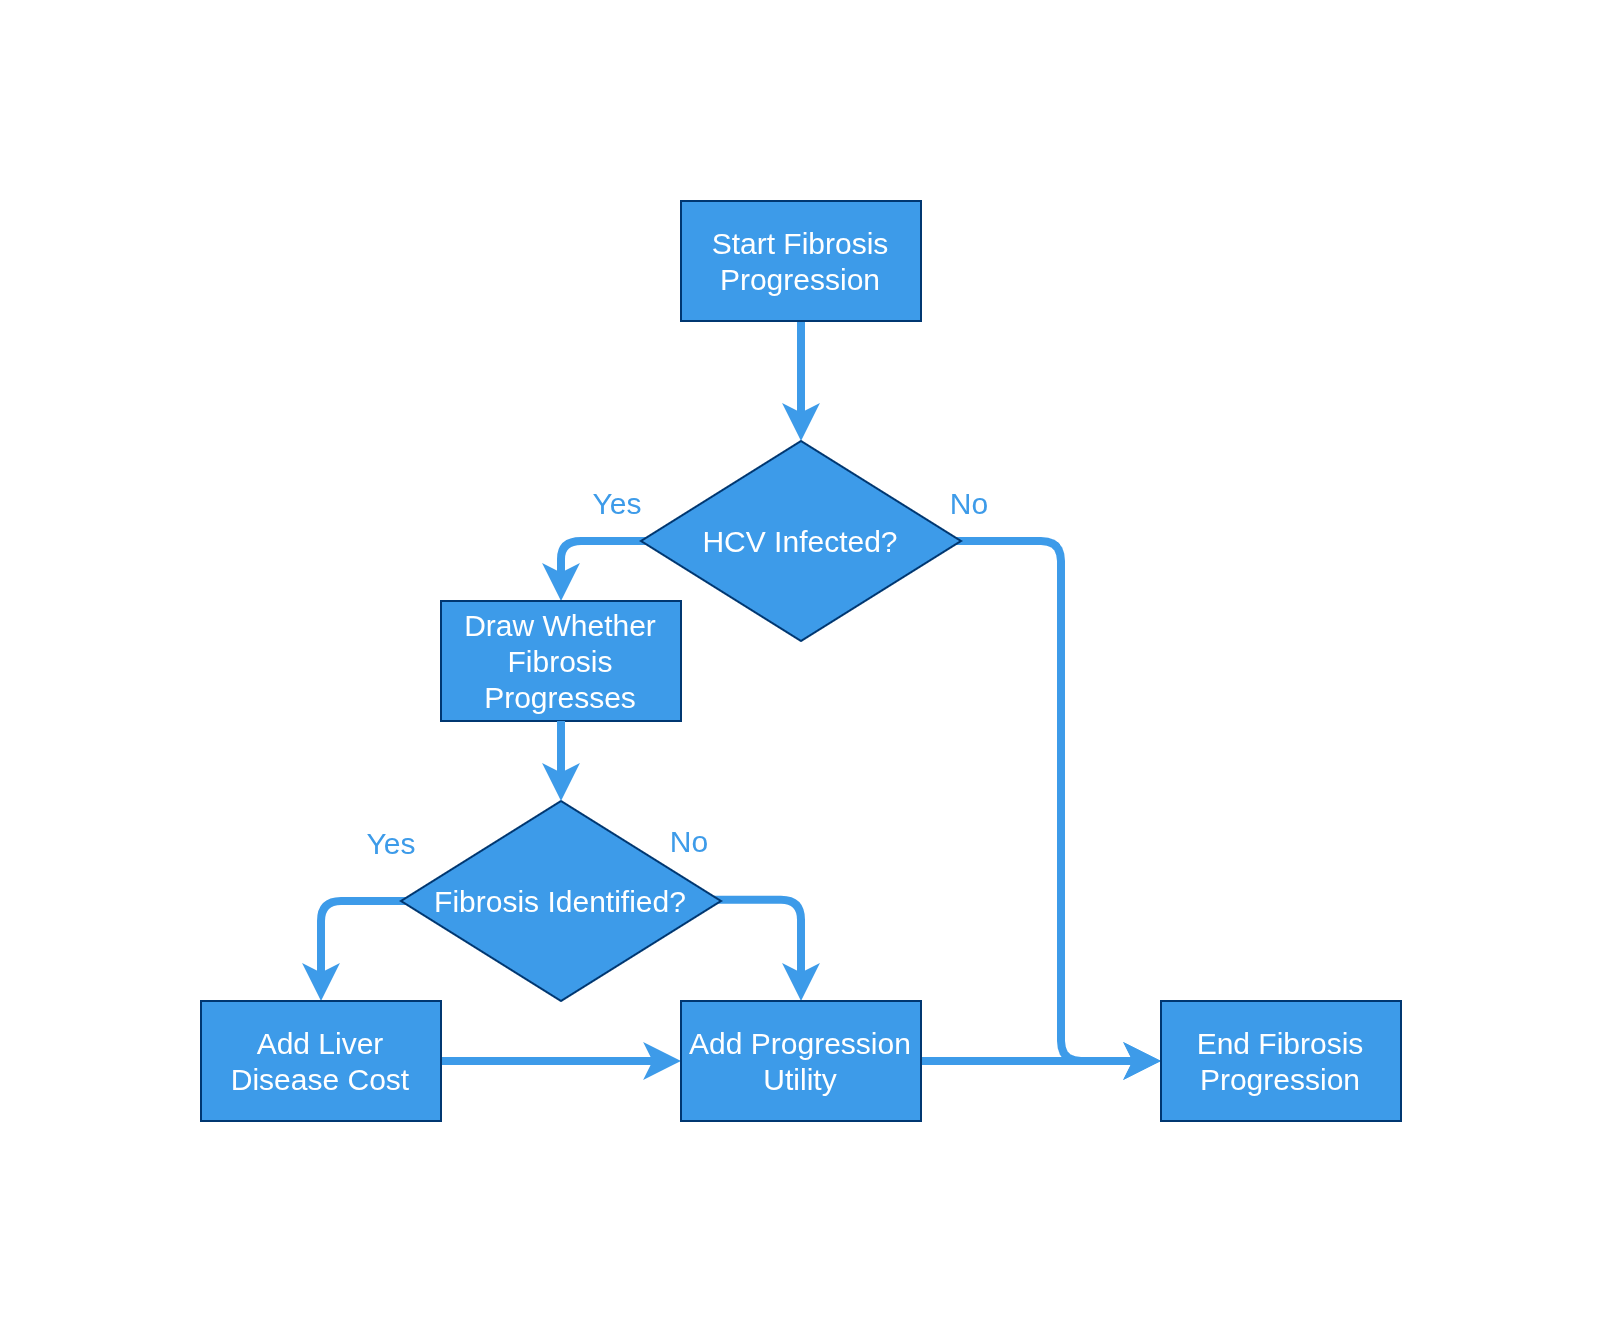 Start Fibrosis
Progression
Yes
No
HCV Infected?
Draw Whether
Fibrosis
Progresses
Yes
No
Fibrosis Identified?
Add Liver
Disease Cost
Add Progression
Utility
End Fibrosis
Progression